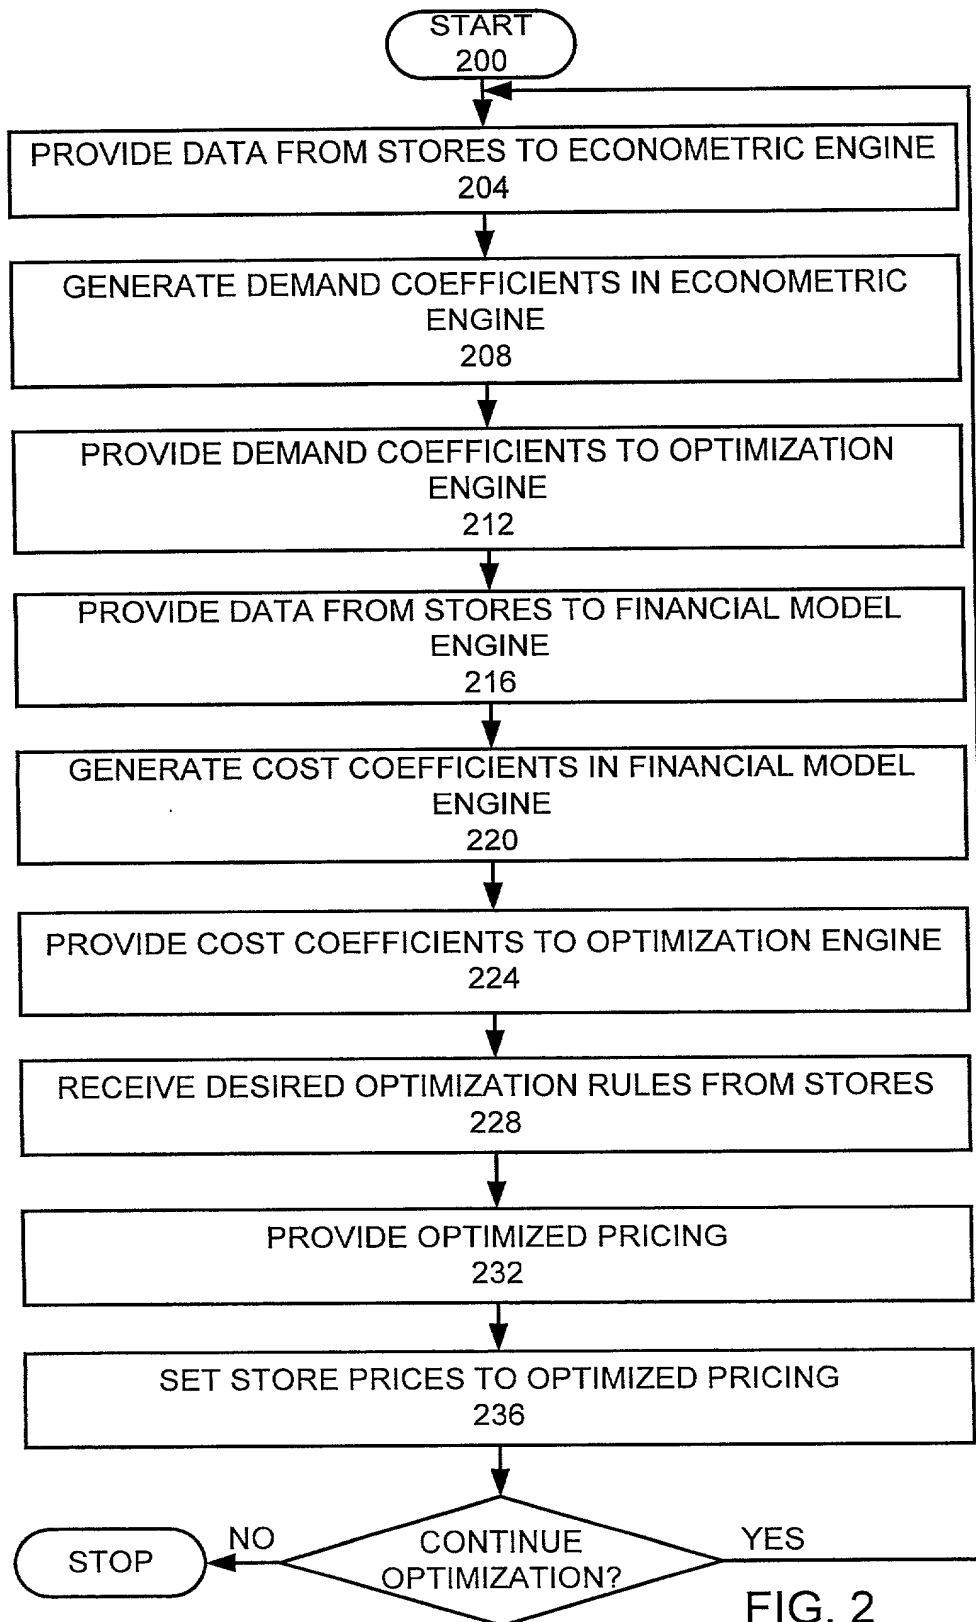 START
200
PROVIDE DATA FROM STORES TO ECONOMETRIC ENGINE
204
GENERATE DEMAND COEFFICIENTS IN ECONOMETRIC
ENGINE
208
PROVIDE DEMAND COEFFICIENTS TO OPTIMIZATION
ENGINE
212
PROVIDE DATA FROM STORES TO FINANCIAL MODEL
ENGINE
216
GENERATE COST COEFFICIENTS IN FINANCIAL MODEL
ENGINE
220
PROVIDE COST COEFFICIENTS TO OPTIMIZATION ENGINE
224
RECEIVE DESIRED OPTIMIZATION RULES FROM STORES
228
PROVIDE OPTIMIZED PRICING
232
SET STORE PRICES TO OPTIMIZED PRICING
236
STOP
NO
CONTINUE
OPTIMIZATION?
YES
FIG. 2